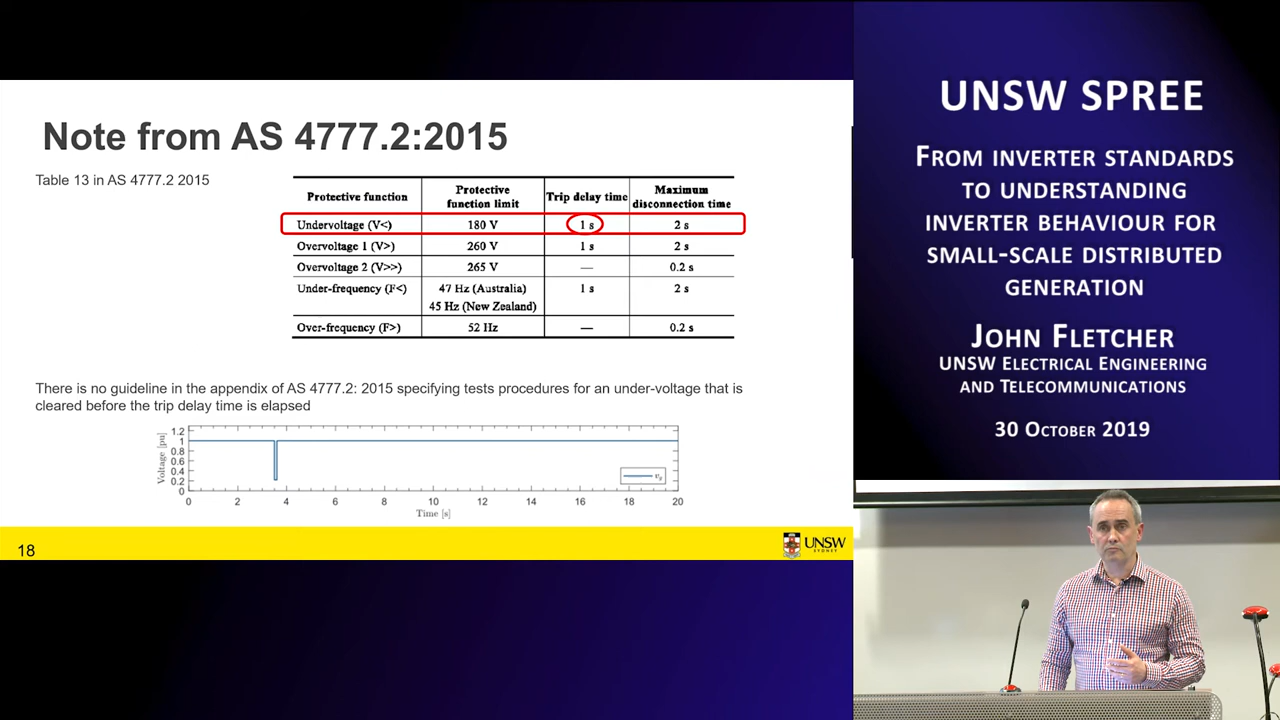 Note from AS 4777.2:2015
Table 13 in AS 4777.2 2015
Protective function Protective function limit Trip delay time Maximum disconnection time
Undervoltage (V<) 180 V 1 s 2 s
Overvoltage 1 (V>) 260 V 1 s 2 s
Overvoltage 2 (V>>) 265 V — 0.2 s
Under-frequency (F<) 47 Hz (Australia) 1 s 2 s
45 Hz (New Zealand)
Over-frequency (F>) 52 Hz — 0.2 s
There is no guideline in the appendix of AS 4777.2: 2015 specifying tests procedures for an under-voltage that is
cleared before the trip delay time is elapsed
Voltage [pu]
1.2
1
0.8
0.6
0.4
0.2
0
vg
0 2 4 6 8 10 12 14 16 18 20
Time [s]
18
UNSW
SYDNEY
UNSW SPREE
FROM INVERTER STANDARDS
TO UNDERSTANDING
INVERTER BEHAVIOUR FOR
SMALL-SCALE DISTRIBUTED
GENERATION
JOHN FLETCHER
UNSW ELECTRICAL ENGINEERING
AND TELECOMMUNICATIONS
30 OCTOBER 2019